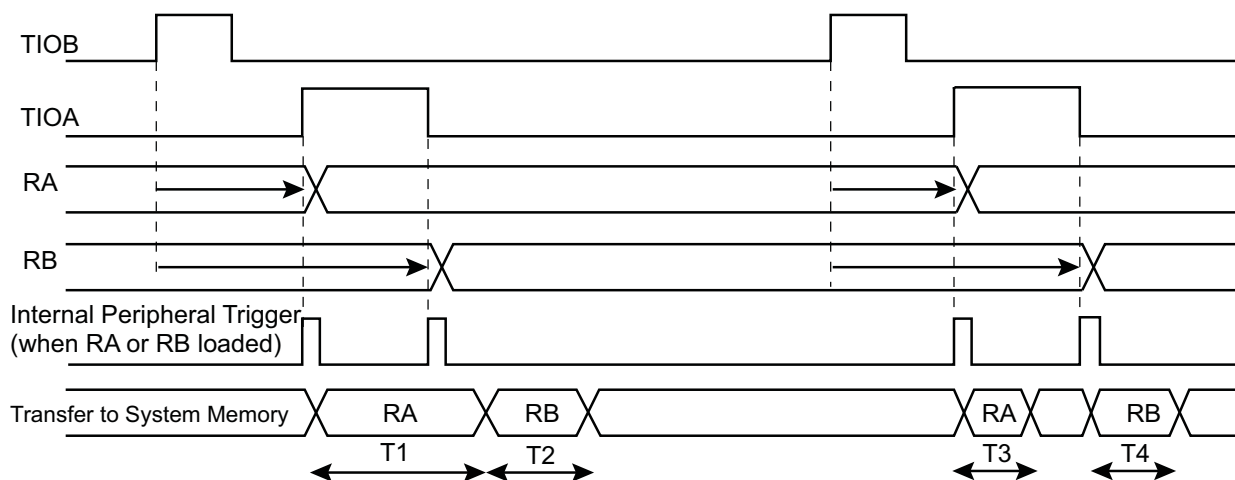 TIOB
TIOA
RA
RB
Internal Peripheral Trigger
(when RA or RB loaded)
Transfer to System Memory
RA
RB
RA
RB
T1
T2
T3
T4